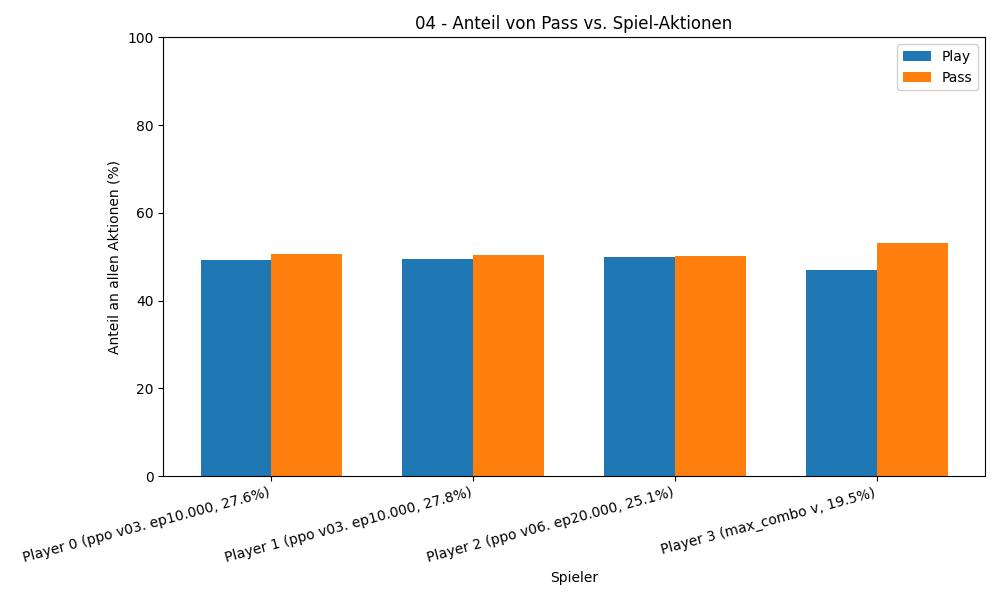 04 - Anteil von Pass vs. Spiel-Aktionen
Play
Pass
Anteil an allen Aktionen (%)
100
80
60
40
20
0
Player 0 (ppo v03. ep10.000, 27.6%)
Player 1 (ppo v03. ep10.000, 27.8%)
Player 2 (ppo v06. ep20.000, 25.1%)
Player 3 (max_combo v, 19.5%)
Spieler